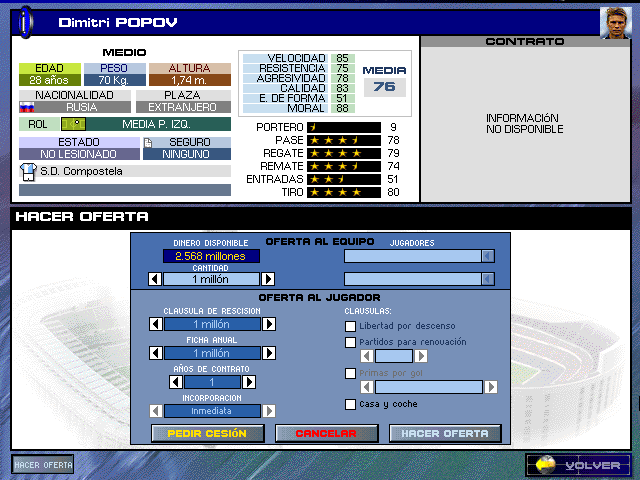 Dimitri POPOV
MEDIO
EDAD PESO ALTURA
28 años 70 Kg. 1,74 m.
NACIONALIDAD PLAZA
RUSIA EXTRANJERO
ROL MEDIA P. IZQ.
ESTADO SEGURO
NO LESIONADO NINGUNO
S.D. Compostela
VELOCIDAD 85
RESISTENCIA 75
AGRESIVIDAD 78
CALIDAD 83
E. DE FORMA 51
MORAL 88
MEDIA
76
PORTERO 9
PASE 78
REGATE 79
REMATE 74
ENTRADAS 51
TIRO 80
CONTRATO
INFORMACIóN
NO DISPONIBLE
HACER OFERTA
OFERTA AL EQUIPO
DINERO DISPONIBLE
2.568 millones
CANTIDAD
1 millón
JUGADORES
OFERTA AL JUGADOR
CLAUSULA DE RESCISION
1 millón
FICHA ANUAL
1 millón
AÑOS DE CONTRATO
1
INCORPORACION
Inmediata
CLAUSULAS:
Libertad por descenso
Partidos para renovación
Primas por gol
Casa y coche
PEDIR CESIóN CANCELAR HACER OFERTA
HACER OFERTA
VOLVER